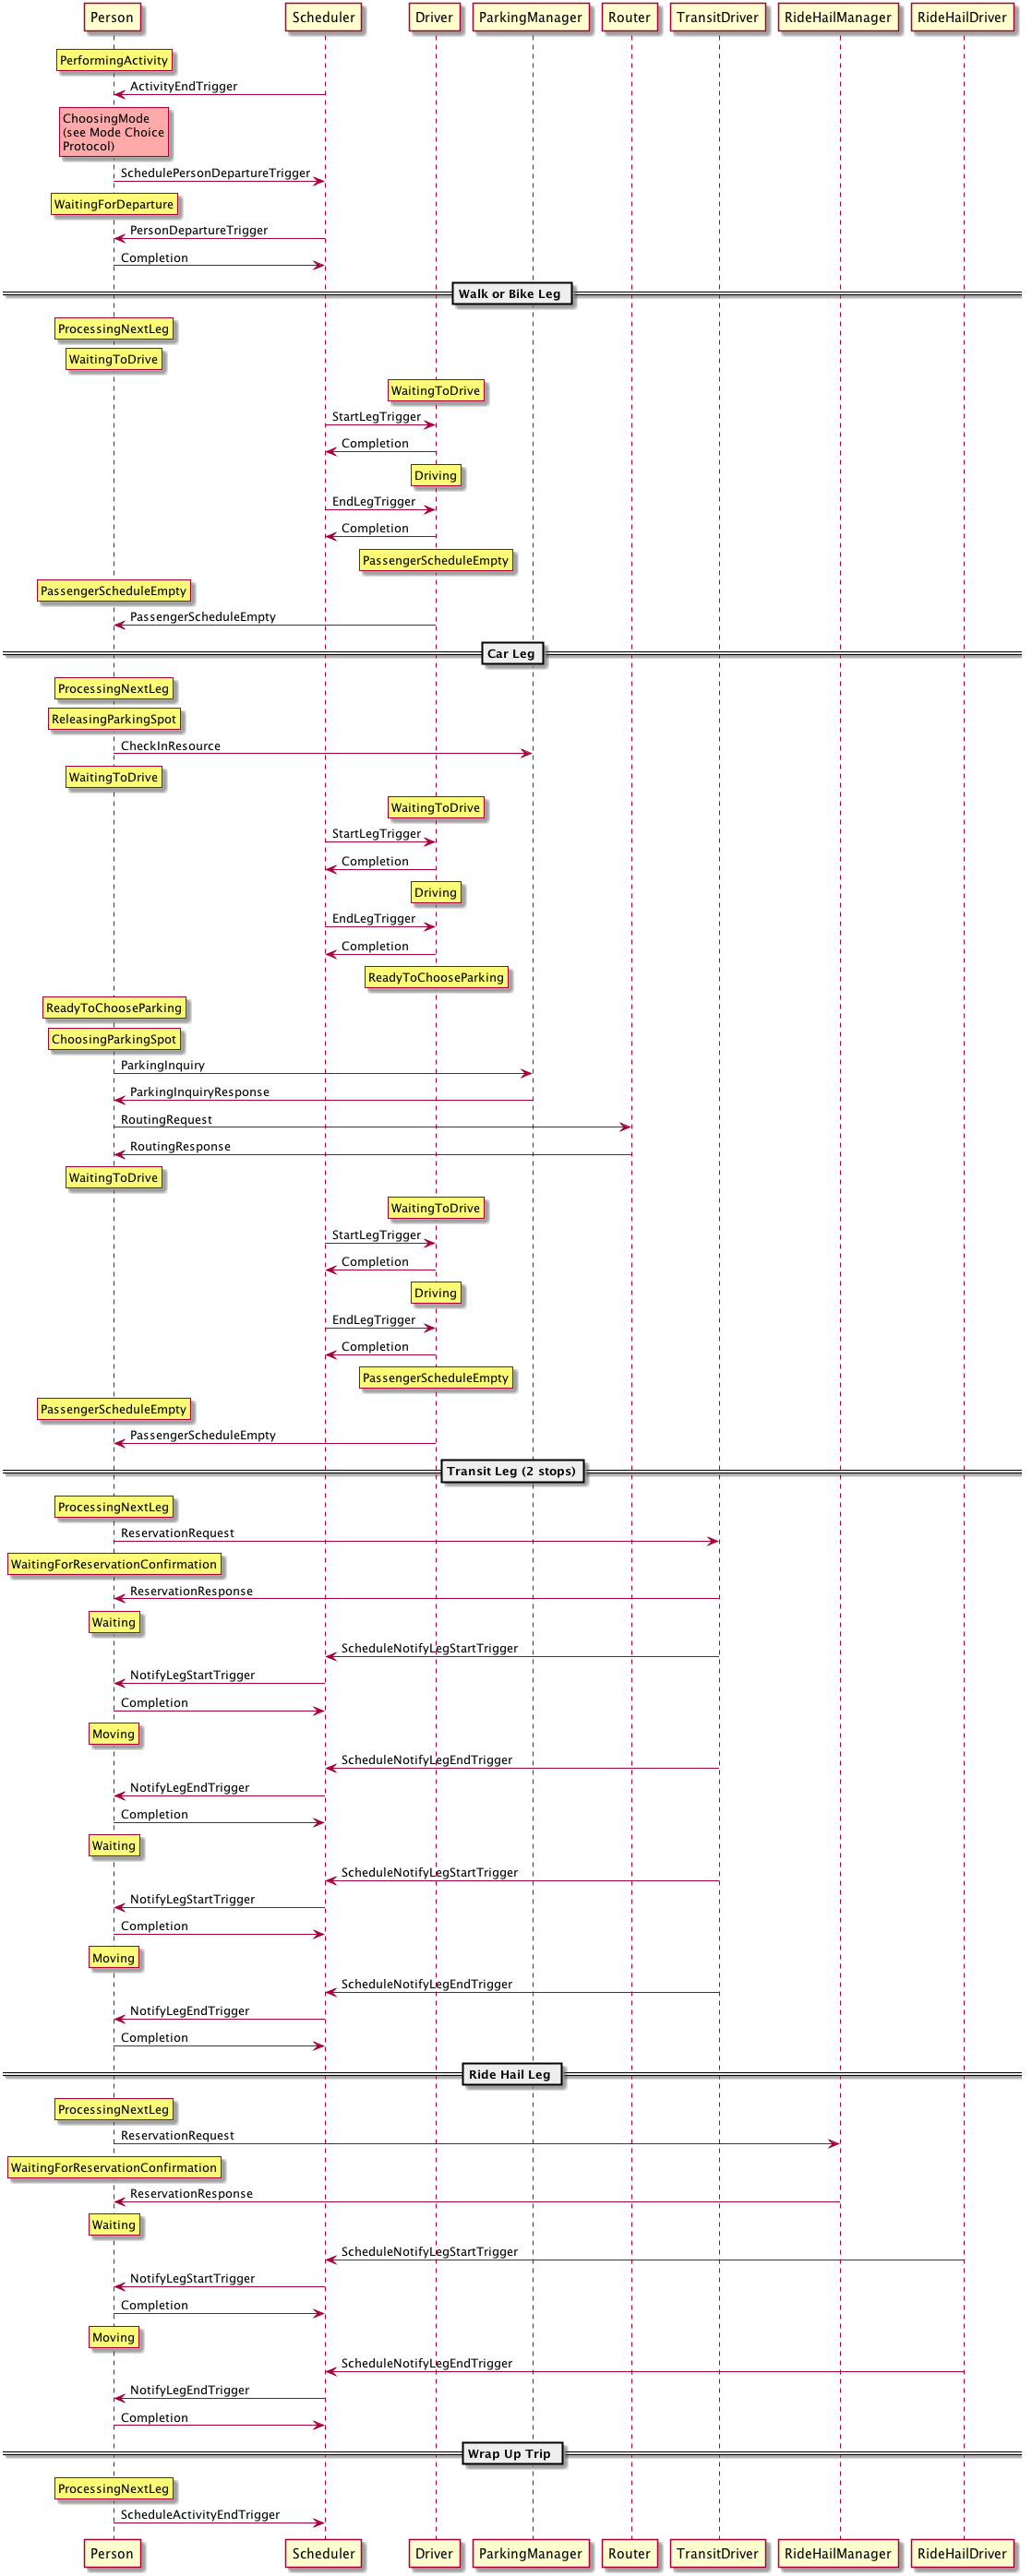 Person
Scheduler
Driver
ParkingManager
Router
TransitDriver
RideHailManager
RideHailDriver
PerformingActivity
ActivityEndTrigger
ChoosingMode
(see Mode Choice
Protocol)
SchedulePersonDepartureTrigger
WaitingForDeparture
PersonDepartureTrigger
Completion
Walk or Bike Leg
ProcessingNextLeg
WaitingToDrive
WaitingToDrive
StartLegTrigger
Completion
Driving
EndLegTrigger
Completion
PassengerScheduleEmpty
PassengerScheduleEmpty
PassengerScheduleEmpty
Car Leg
ProcessingNextLeg
ReleasingParkingSpot
CheckInResource
WaitingToDrive
WaitingToDrive
StartLegTrigger
Completion
Driving
EndLegTrigger
Completion
ReadyToChooseParking
ReadyToChooseParking
ChoosingParkingSpot
ParkingInquiry
ParkingInquiryResponse
RoutingRequest
RoutingResponse
WaitingToDrive
WaitingToDrive
StartLegTrigger
Completion
Driving
EndLegTrigger
Completion
PassengerScheduleEmpty
PassengerScheduleEmpty
PassengerScheduleEmpty
Transit Leg (2 stops)
ProcessingNextLeg
ReservationRequest
WaitingForReservationConfirmation
ReservationResponse
Waiting
ScheduleNotifyLegStartTrigger
NotifyLegStartTrigger
Completion
Moving
ScheduleNotifyLegEndTrigger
NotifyLegEndTrigger
Completion
Waiting
ScheduleNotifyLegStartTrigger
NotifyLegStartTrigger
Completion
Moving
ScheduleNotifyLegEndTrigger
NotifyLegEndTrigger
Completion
Ride Hail Leg
ProcessingNextLeg
ReservationRequest
WaitingForReservationConfirmation
ReservationResponse
Waiting
ScheduleNotifyLegStartTrigger
NotifyLegStartTrigger
Completion
Moving
ScheduleNotifyLegEndTrigger
NotifyLegEndTrigger
Completion
Wrap Up Trip
ProcessingNextLeg
ScheduleActivityEndTrigger
Person
Scheduler
Driver
ParkingManager
Router
TransitDriver
RideHailManager
RideHailDriver